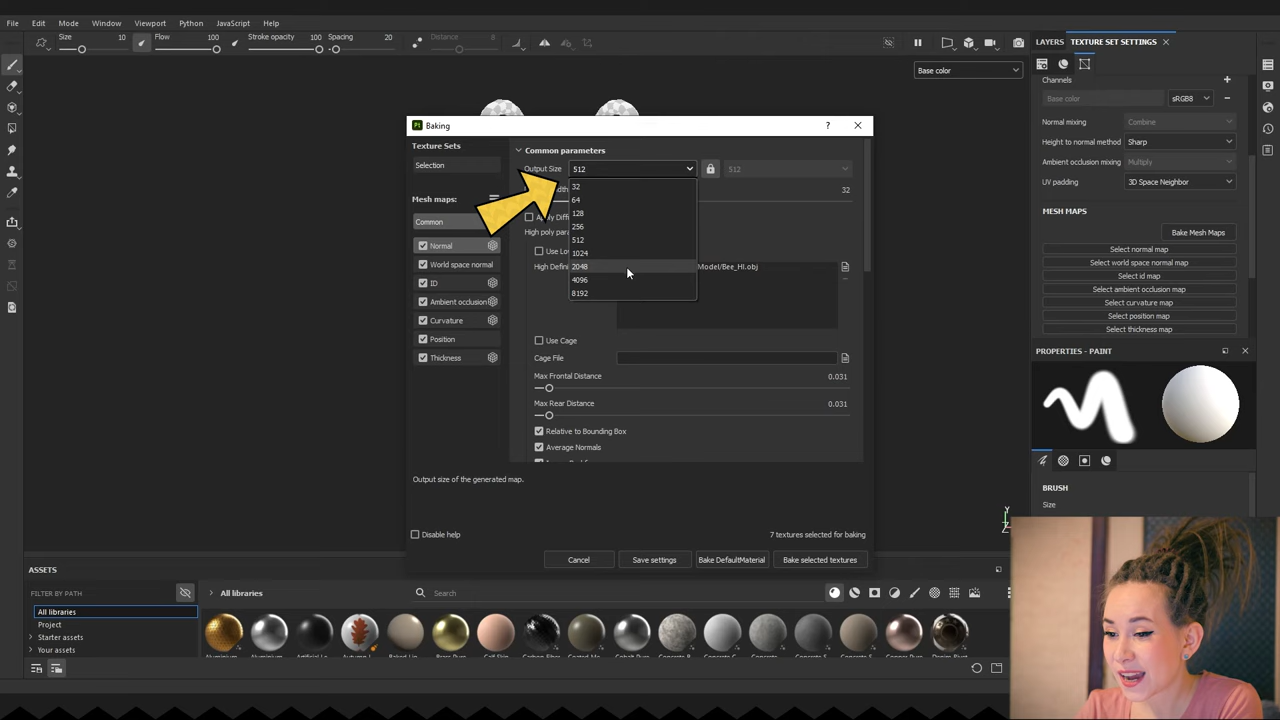 File Edit Mode Window Viewport Python JavaScript Help
Size 10 Flow 100 Stroke opacity 100 Spacing 20 Distance 8
LAYERS TEXTURE SET SETTINGS
Base color
Channels
Base color sRGB8
Normal mixing Combine
Height to normal method Sharp
Ambient occlusion mixing Multiply
UV padding 3D Space Neighbor
MESH MAPS
Bake Mesh Maps
Select normal map
Select world space normal map
Select id map
Select ambient occlusion map
Select curvature map
Select position map
Select thickness map
PROPERTIES - PAINT
BRUSH
Size
Pt Baking ?
Texture Sets
Selection
Mesh maps:
Common
Normal
World space normal
ID
Ambient occlusion
Curvature
Position
Thickness
Common parameters
Output Size 512 512
32
32
64
128
256
512
1024
2048
4096
8192
High poly para
Model/Bee_HI.obj
Use Cage
Cage File
Max Frontal Distance 0.031
Max Rear Distance 0.031
Relative to Bounding Box
Average Normals
Output size of the generated map.
Disable help 7 textures selected for baking
Cancel Save settings Bake DefaultMaterial Bake selected textures
Y
ASSETS
FILTER BY PATH
All libraries
Project
Starter assets
Your assets
All libraries Search